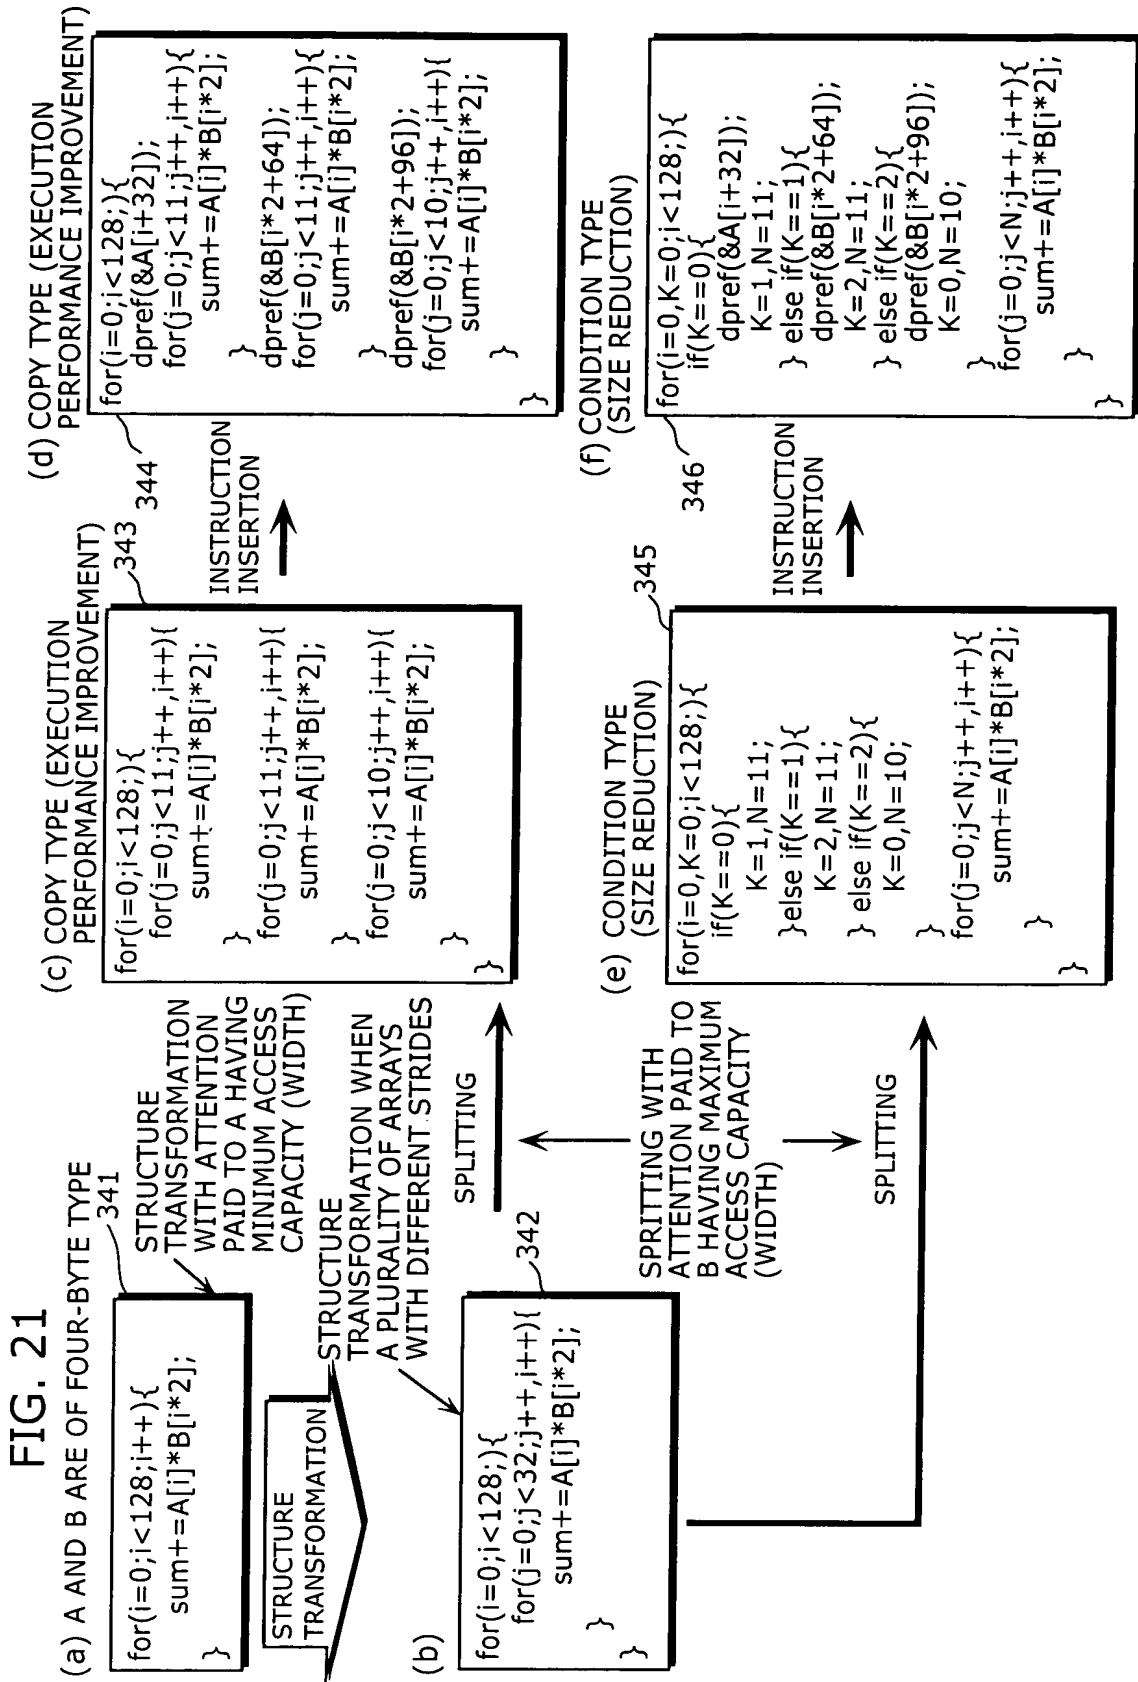 FIG. 21
(a) A AND B ARE OF FOUR-BYTE TYPE
341
for(i=0;i<128;i++){
sum+=A[i]*B[i*2];
}
STRUCTURE
TRANSFORMATION
WITH ATTENTION
PAID TO A HAVING
MINIMUM ACCESS
CAPACITY (WIDTH)
STRUCTURE
TRANSFORMATION
STRUCTURE
TRANSFORMATION WHEN
A PLURALITY OF ARRAYS
WITH DIFFERENT STRIDES
(b)
342
for(i=0;i<128;){
for(j=0;j<32;j++,i++){
sum+=A[i]*B[i*2];
}
}
SPLITTING
SPRITTING WITH
ATTENTION PAID TO
B HAVING MAXIMUM
ACCESS CAPACITY
(WIDTH)
SPLITTING
(c) COPY TYPE (EXECUTION
PERFORMANCE IMPROVEMENT)
343
for(i=0;i<128;){
for(j=0;j<11;j++,i++){
sum+=A[i]*B[i*2];
}
for(j=0;j<11;j++,i++){
sum+=A[i]*B[i*2];
}
for(j=0;j<10;j++,i++){
sum+=A[i]*B[i*2];
}
}
INSTRUCTION
INSERTION
(d) COPY TYPE (EXECUTION
PERFORMANCE IMPROVEMENT)
344
for(i=0;i<128;){
dpref(&A[i+32]);
for(j=0;j<11;j++,i++){
sum+=A[i]*B[i*2];
}
dpref(&B[i*2+64]);
for(j=0;j<11;j++,i++){
sum+=A[i]*B[i*2];
}
dpref(&B[i*2+96]);
for(j=0;j<10;j++,i++){
sum+=A[i]*B[i*2];
}
}
(e) CONDITION TYPE
(SIZE REDUCTION)
345
for(i=0,K=0;i<128;){
if(K==0){
K=1,N=11;
}else if(K==1){
K=2,N=11;
} else if(K==2){
K=0,N=10;
}
for(j=0;j<N;j++,i++){
sum+=A[i]*B[i*2];
}
}
INSTRUCTION
INSERTION
(f) CONDITION TYPE
(SIZE REDUCTION)
346
for(i=0,K=0;i<128;){
if(K==0){
dpref(&A[i+32]);
K=1,N=11;
} else if(K==1){
dpref(&B[i*2+64]);
K=2,N=11;
} else if(K==2){
dpref(&B[i*2+96]);
K=0,N=10;
}
for(j=0;j<N;j++,i++){
sum+=A[i]*B[i*2];
}
}